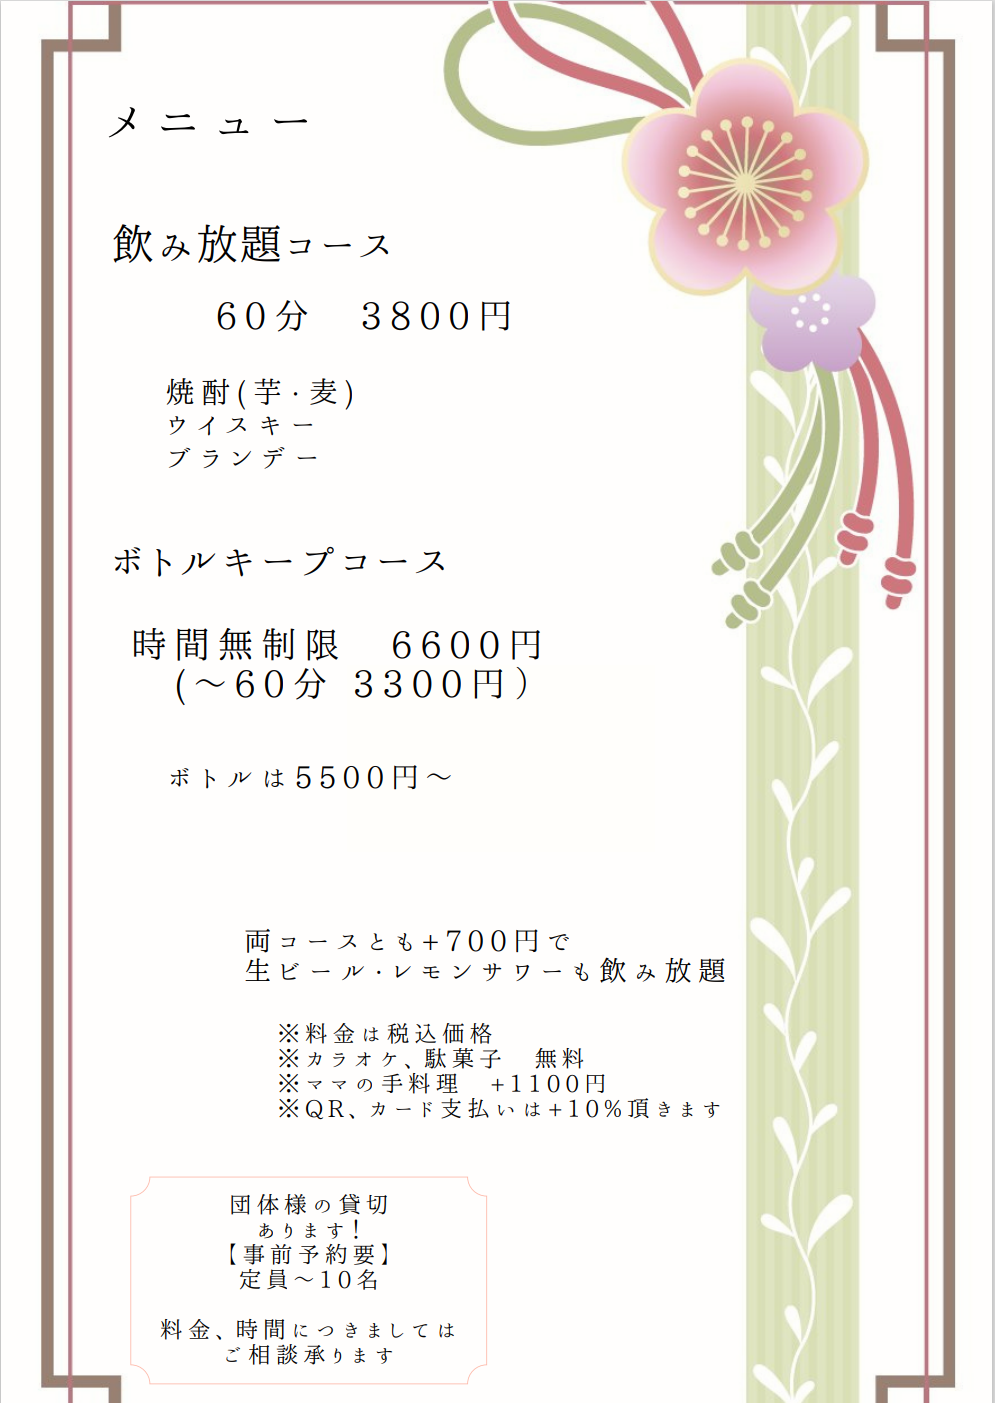 メニュー
飲み放題コース
60分　3800円
焼酎(芋·麦)
ウイスキー
ブランデー
ボトルキープコース
時間無制限　6600円
(～60分 3300円）
ボトルは5500円～
両コースとも+700円で
生ビール·レモンサワーも飲み放題
※料金は税込価格
※カラオケ、駄菓子　無料
※ママの手料理　+1100円
※QR、カード支払いは+10%頂きます
団体様の貸切
あります！
【事前予約要】
定員～10名
料金、時間につきましては
ご相談承ります